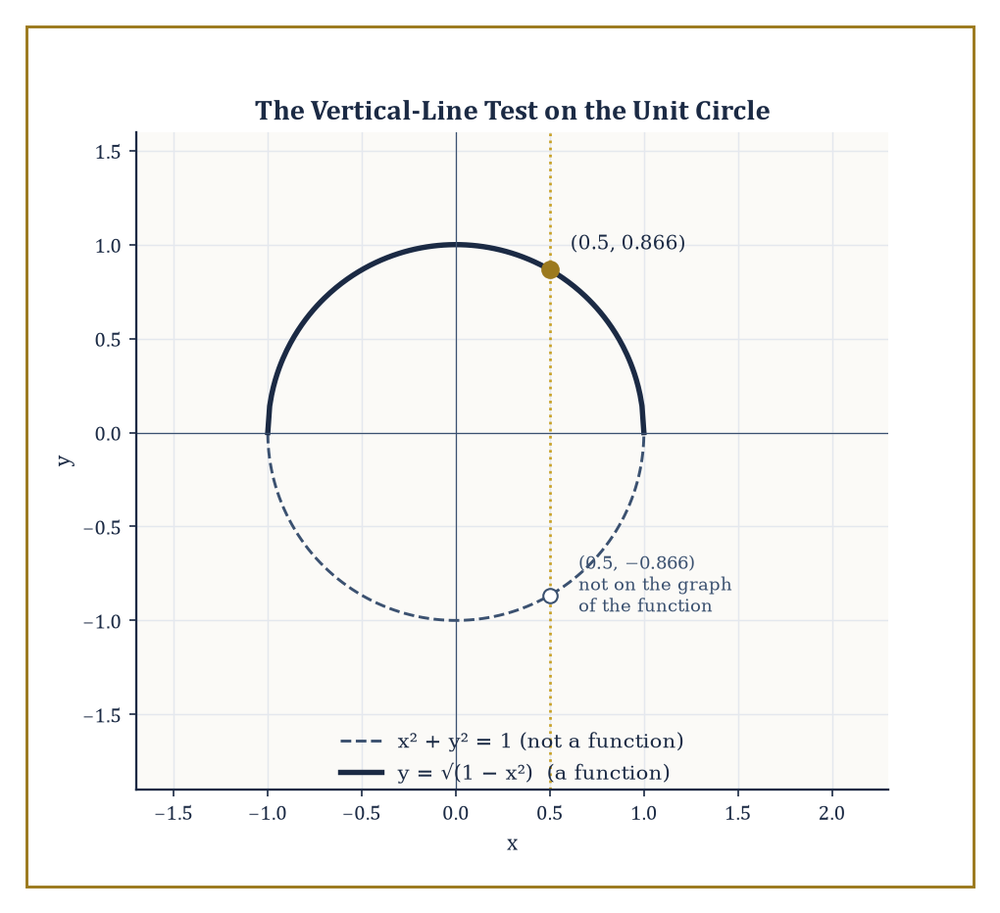 The Vertical-Line Test on the Unit Circle
1.5
1.0
0.5
0.0
−0.5
−1.0
−1.5
y
(0.5, 0.866)
(0.5, −0.866)
not on the graph
of the function
x² + y² = 1 (not a function)
y = √(1 − x²)  (a function)
−1.5 −1.0 −0.5 0.0 0.5 1.0 1.5 2.0
x